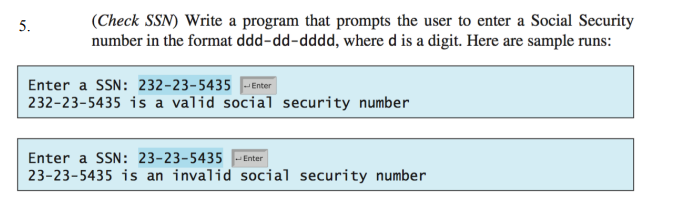 5. (Check SSN) Write a program that prompts the user to enter a Social Security
number in the format ddd-dd-dddd, where d is a digit. Here are sample runs:
Enter a SSN: 232-23-5435 ↵Enter
232-23-5435 is a valid social security number
Enter a SSN: 23-23-5435 ↵Enter
23-23-5435 is an invalid social security number